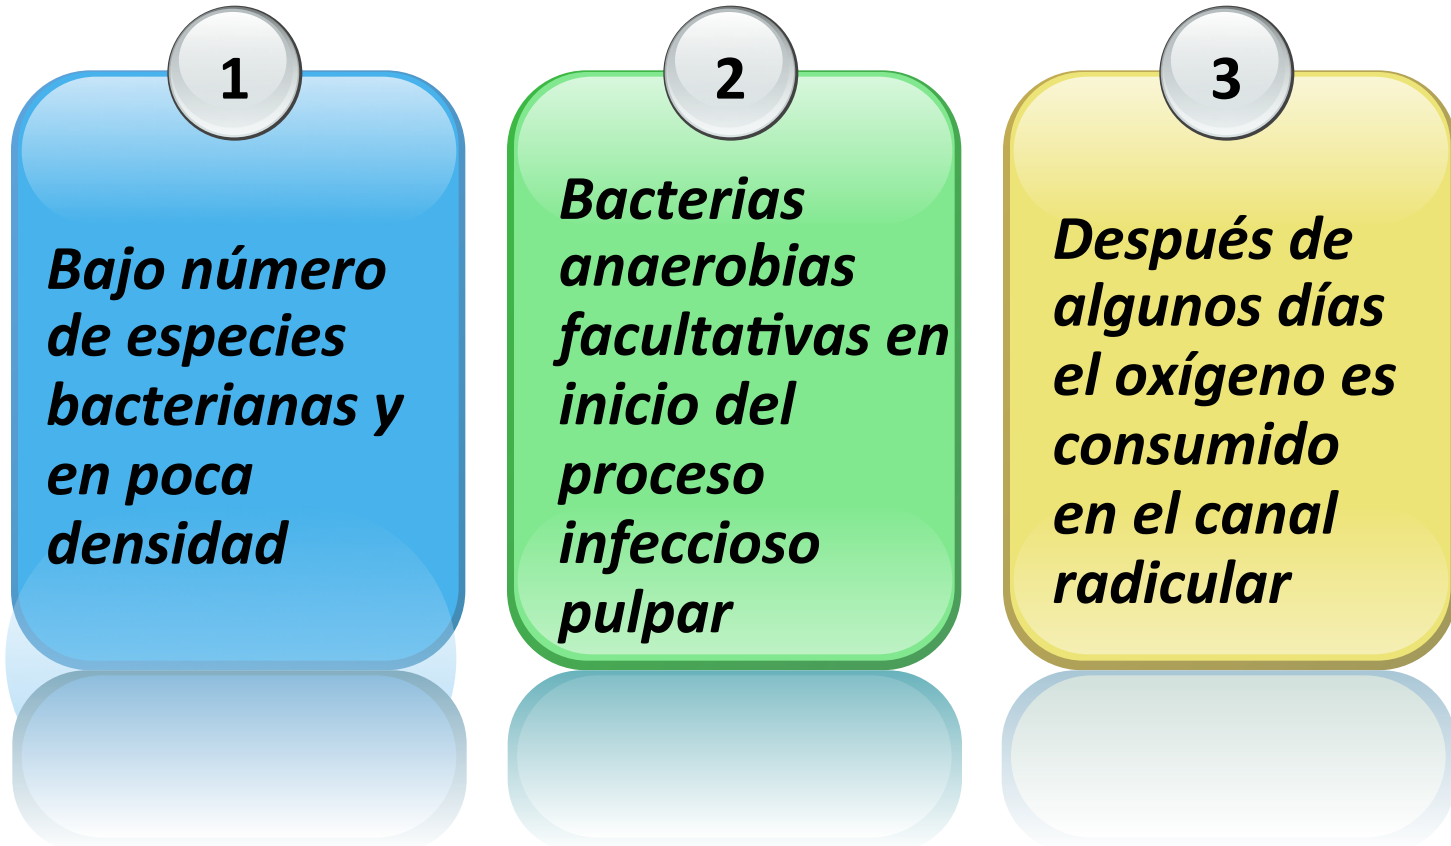 1
Bajo número
de especies
bacterianas y
en poca
densidad
2
Bacterias
anaerobias
facultativas en
inicio del
proceso
infeccioso
pulpar
3
Después de
algunos días
el oxígeno es
consumido
en el canal
radicular